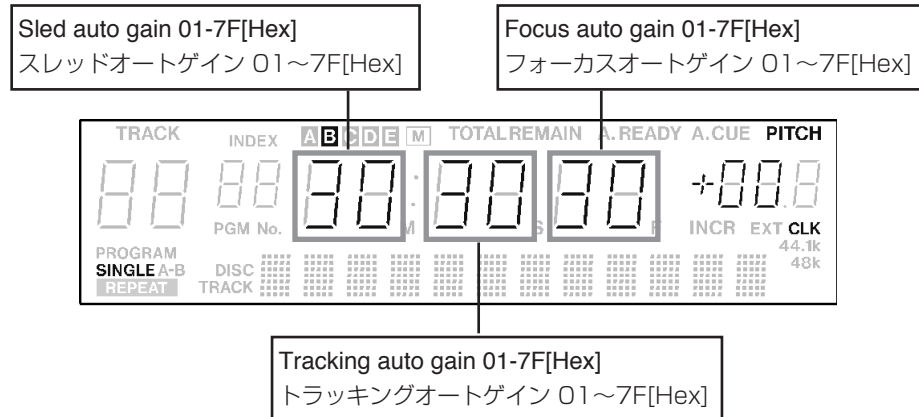 Sled auto gain 01-7F[Hex]
スレッドオートゲイン 01～7F[Hex]
Focus auto gain 01-7F[Hex]
フォーカスオートゲイン 01～7F[Hex]
TRACK INDEX A B C D E M TOTAL REMAIN A.READY A.CUE PITCH
30 30 30 +00
PGM No. M S F INCR EXT CLK
44.1k
PROGRAM
48k
SINGLE A-B DISC
REPEAT TRACK
Tracking auto gain 01-7F[Hex]
トラッキングオートゲイン 01～7F[Hex]